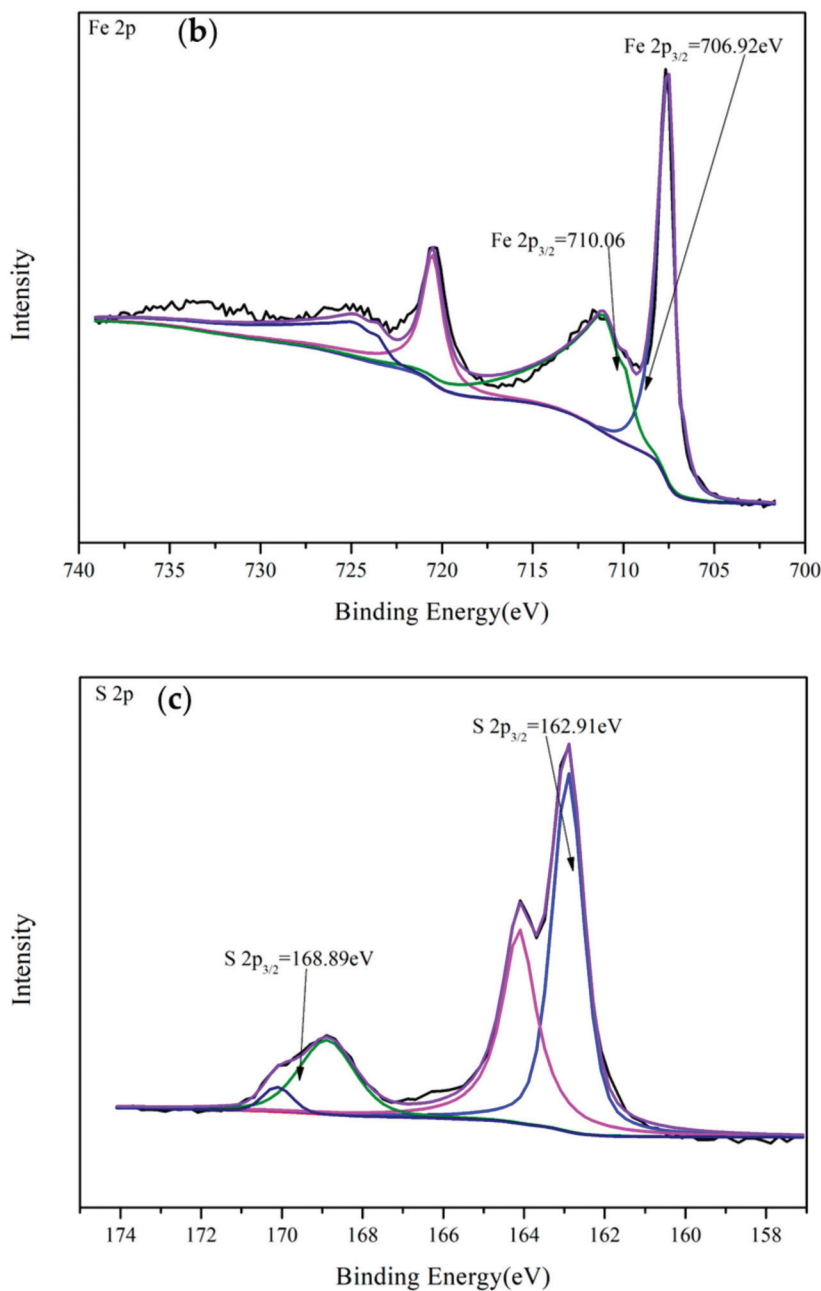 Fe 2p (b)
Fe 2p3/2=706.92eV
Fe 2p3/2=710.06
Intensity
740 735 730 725 720 715 710 705 700
Binding Energy(eV)
S 2p (c)
S 2p3/2=162.91eV
S 2p3/2=168.89eV
Intensity
174 172 170 168 166 164 162 160 158
Binding Energy(eV)